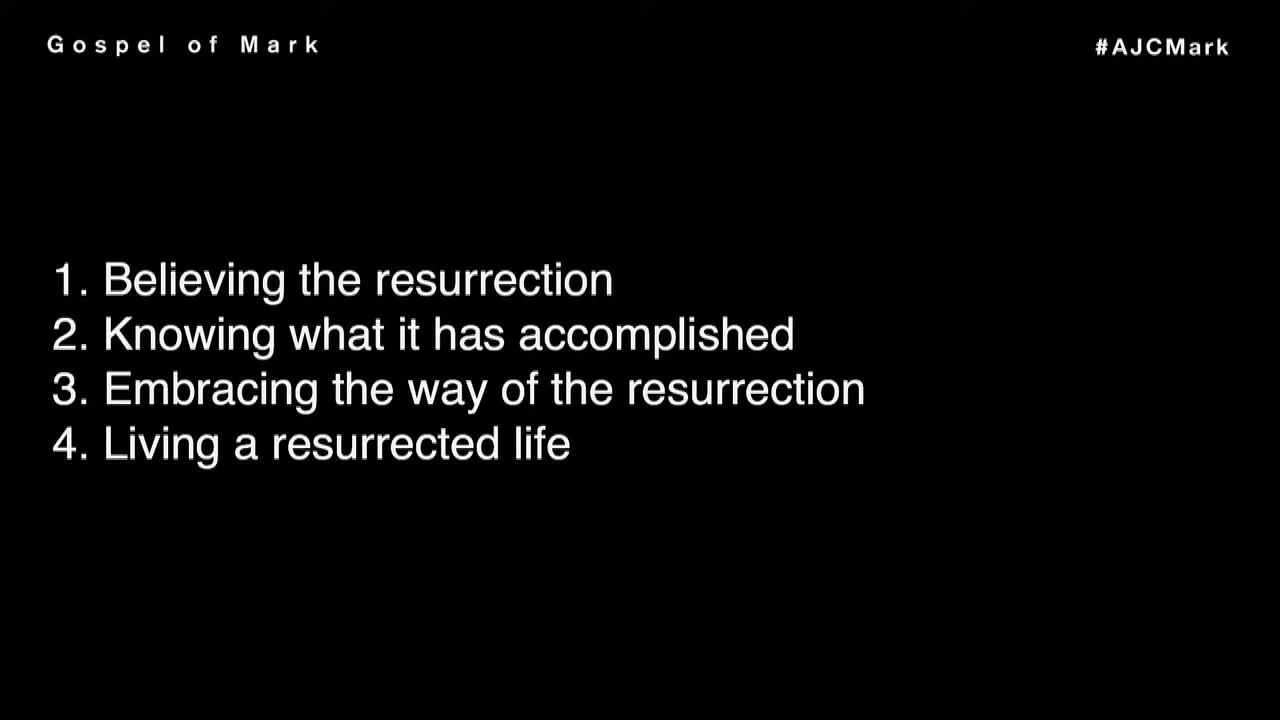 Gospel of Mark
#AJCMark
1. Believing the resurrection
2. Knowing what it has accomplished
3. Embracing the way of the resurrection
4. Living a resurrected life